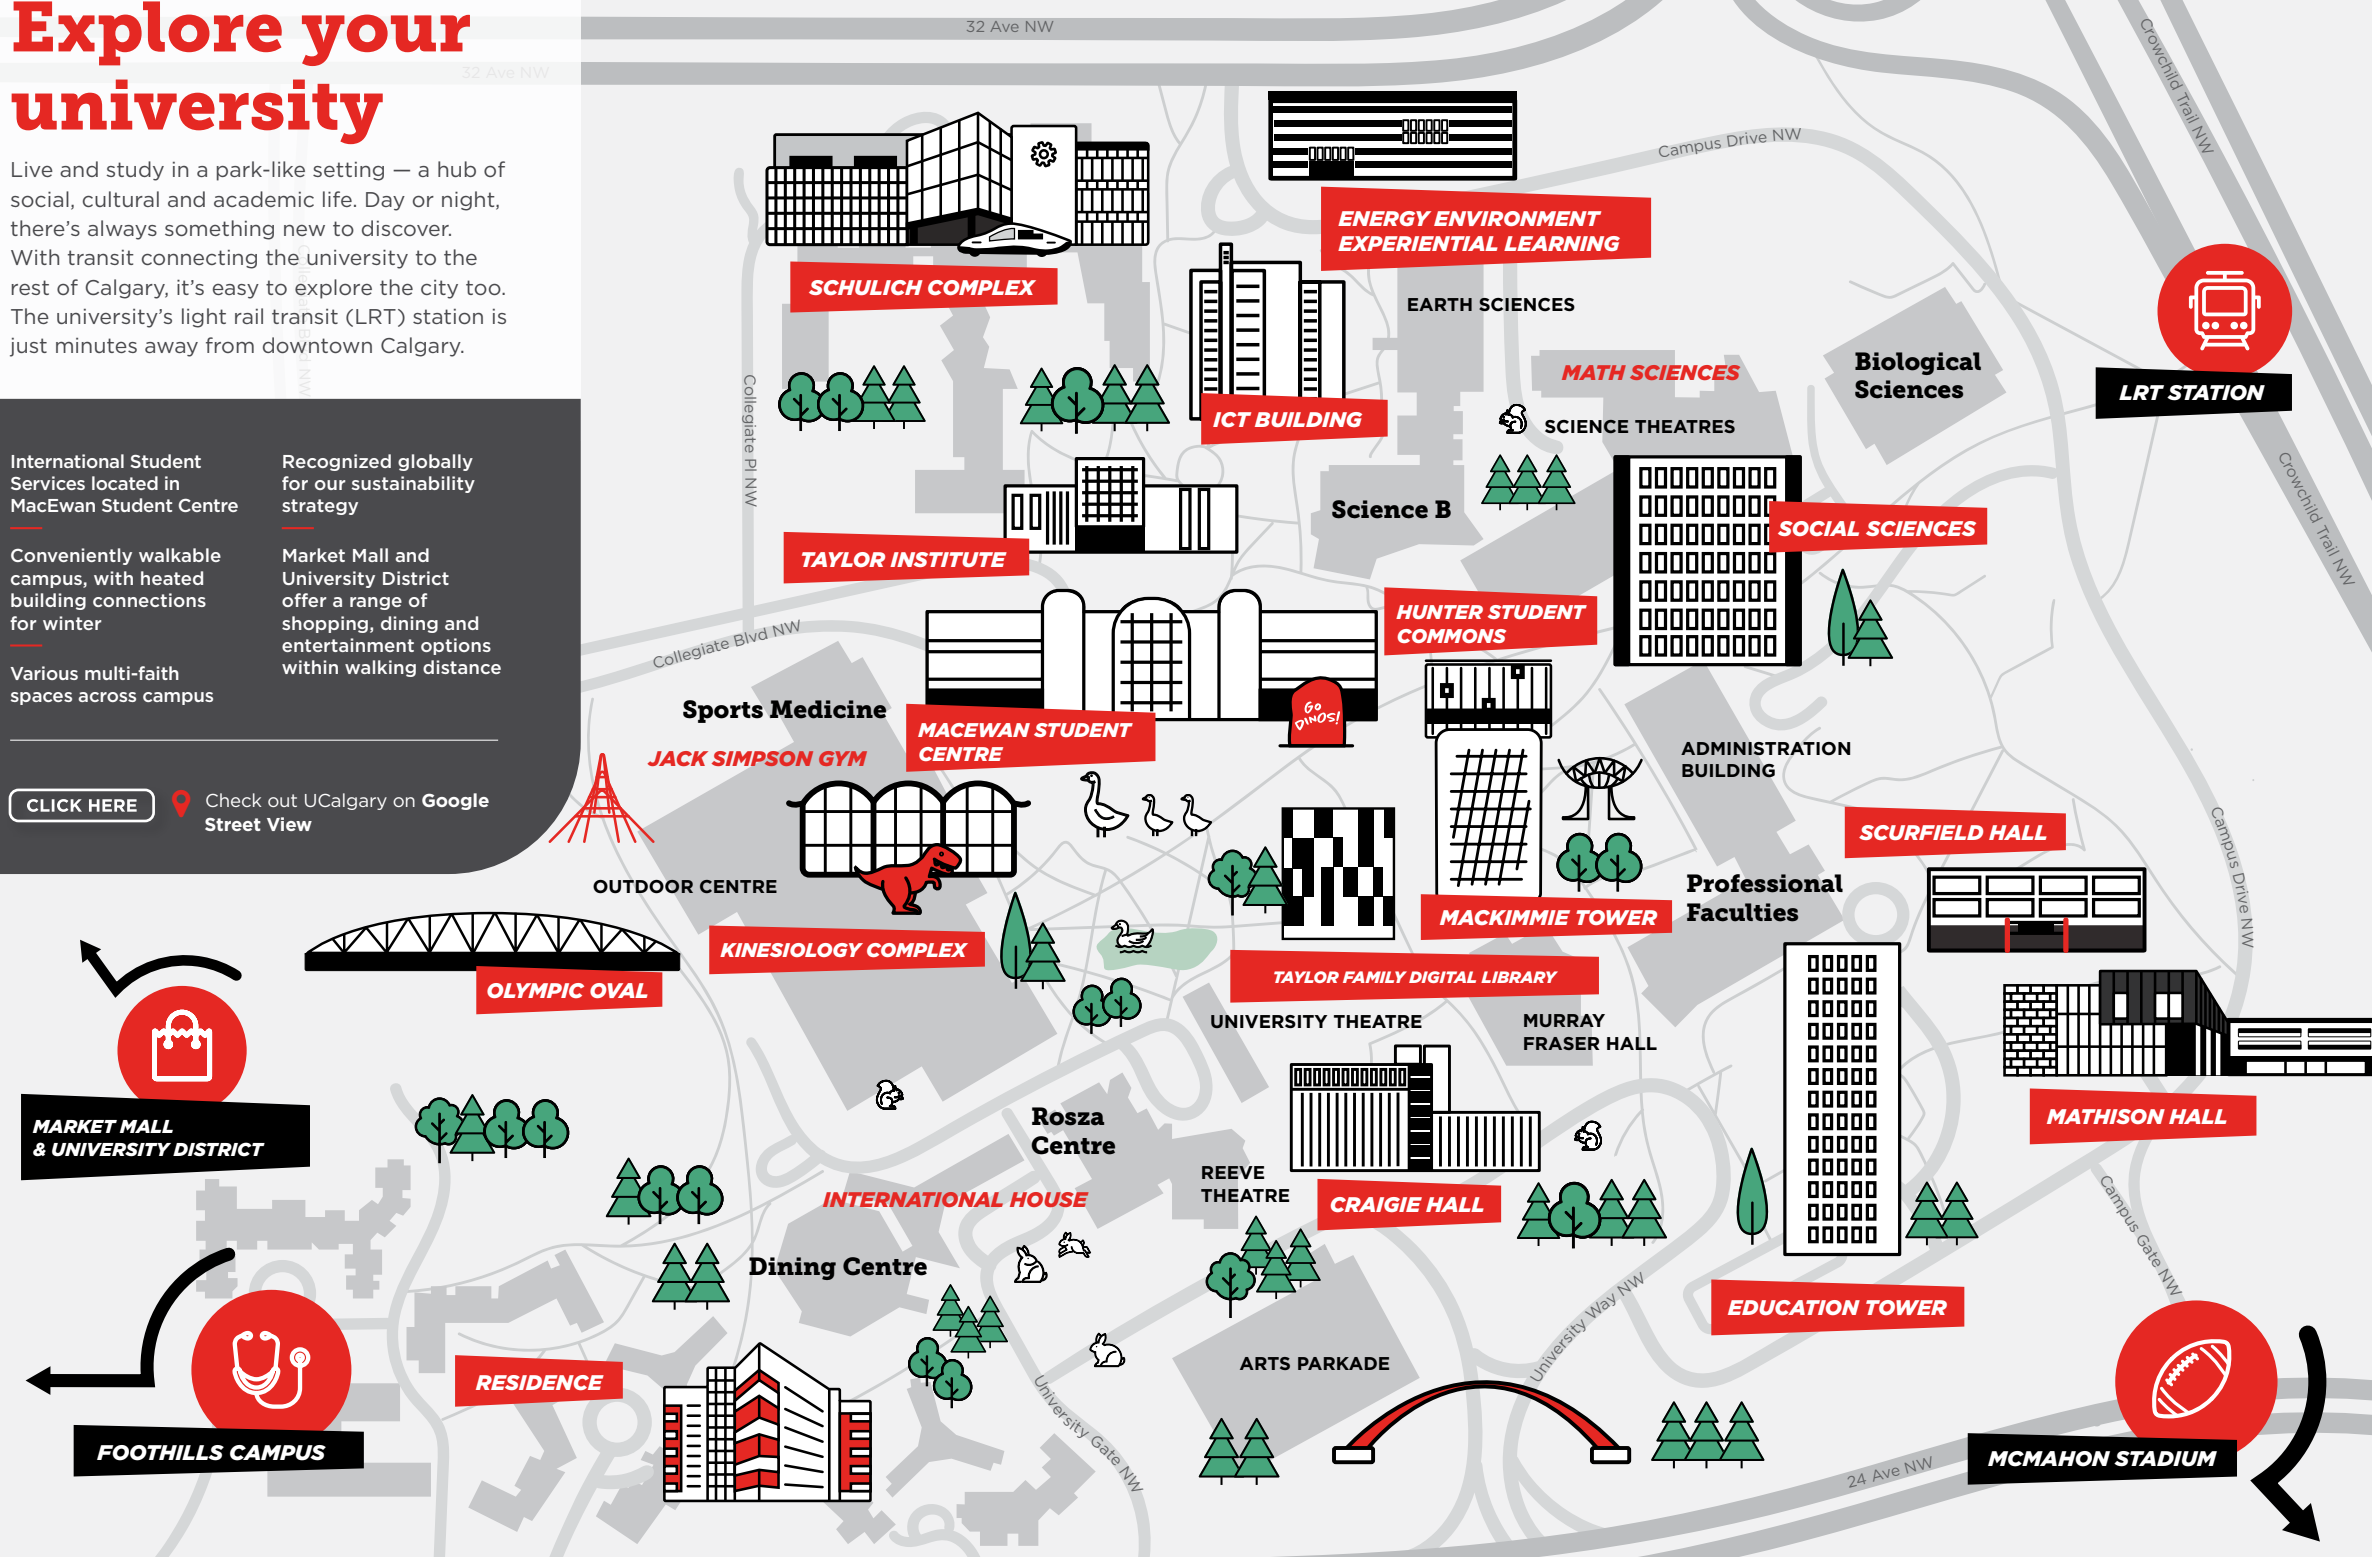 Explore your
university
Live and study in a park-like setting — a hub of
social, cultural and academic life. Day or night,
there's always something new to discover.
With transit connecting the university to the
rest of Calgary, it's easy to explore the city too.
The university's light rail transit (LRT) station is
just minutes away from downtown Calgary.
International Student
Services located in
MacEwan Student Centre
Conveniently walkable
campus, with heated
building connections
for winter
Various multi-faith
spaces across campus
Recognized globally
for our sustainability
strategy
Market Mall and
University District
offer a range of
shopping, dining and
entertainment options
within walking distance
CLICK HERE
Check out UCalgary on Google
Street View
32 Ave NW
32 Ave NW
Crowchild Trail NW
Campus Drive NW
ENERGY ENVIRONMENT
EXPERIENTIAL LEARNING
SCHULICH COMPLEX
EARTH SCIENCES
MATH SCIENCES
Biological
Sciences
LRT STATION
ICT BUILDING
SCIENCE THEATRES
Collegiate Pl NW
Crowchild Trail NW
Science B
SOCIAL SCIENCES
TAYLOR INSTITUTE
HUNTER STUDENT
COMMONS
Collegiate Blvd NW
Sports Medicine
GO
DINOS!
MACEWAN STUDENT
CENTRE
JACK SIMPSON GYM
ADMINISTRATION
BUILDING
SCURFIELD HALL
Campus Drive NW
OUTDOOR CENTRE
Professional
Faculties
MACKIMMIE TOWER
KINESIOLOGY COMPLEX
TAYLOR FAMILY DIGITAL LIBRARY
OLYMPIC OVAL
UNIVERSITY THEATRE
MURRAY
FRASER HALL
MARKET MALL
& UNIVERSITY DISTRICT
Rosza
Centre
MATHISON HALL
REEVE
THEATRE
INTERNATIONAL HOUSE
CRAIGIE HALL
Campus Gate NW
Dining Centre
EDUCATION TOWER
University Way NW
ARTS PARKADE
RESIDENCE
University Gate NW
FOOTHILLS CAMPUS
MCMAHON STADIUM
24 Ave NW